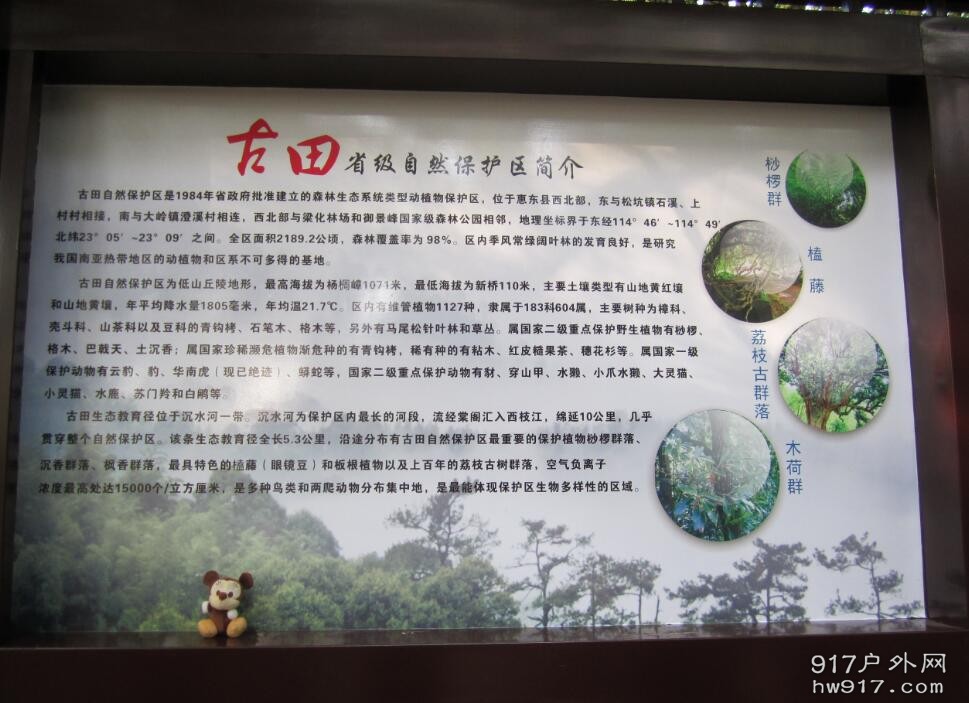 古田省级自然保护区简介
古田自然保护区是1984年省政府批准建立的森林生态系统类型动植物保护区，位于惠东县西北部，东与松坑镇石溪、上
村村相接，南与大岭镇澄溪村相连，西北部与梁化林场和御景峰国家级森林公园相邻，地理坐标界于东经114°46′~114°49′
北纬23°05′~23°09′之间。全区面积2189.2公顷，森林覆盖率为98%。区内季风常绿阔叶林的发育良好，是研究
我国南亚热带地区的动植物和区系不可多得的基地。
古田自然保护区为低山丘陵地形，最高海拔为杨桐嶂1071米，最低海拔为新桥110米，主要土壤类型有山地黄红壤
和山地黄壤，年平均降水量1805毫米，年均温21.7℃。区内有维管植物1127种，隶属于183科604属，主要树种为樟科、
壳斗科、山茶科以及豆科的青钩栲、石笔木、格木等，另外有马尾松针叶林和草丛。属国家二级重点保护野生植物有桫椤、
格木、巴戟天、土沉香；属国家珍稀濒危植物渐危种的有青钩栲，稀有种的有粘木、红皮糙果茶、穗花杉等。属国家一级
保护动物有云豹、豹、华南虎（现已绝迹）、蟒蛇等，国家二级重点保护动物有豺、穿山甲、水獭、小爪水獭、大灵猫、
小灵猫、水鹿、苏门羚和白鹇等。
古田生态教育径位于沉水河一带。沉水河为保护区内最长的河段，流经棠阁汇入西枝江，绵延10公里，几乎
贯穿整个自然保护区。该条生态教育径全长5.3公里，沿途分布有古田自然保护区最重要的保护植物桫椤群落、
沉香群落、枫香群落，最具特色的榼藤（眼镜豆）和板根植物以及上百年的荔枝古树群落，空气负离子
浓度最高处达15000个/立方厘米，是多种鸟类和两爬动物分布集中地，是最能体现保护区生物多样性的区域。
桫椤群
榼藤
荔枝古群落
木荷群
917户外网
hw917.com